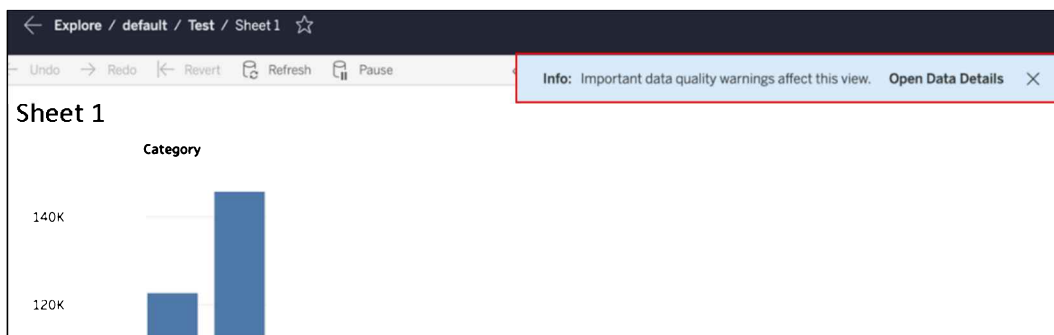 Explore / default / Test / Sheet 1
Undo Redo Revert Refresh Pause
Info: Important data quality warnings affect this view. Open Data Details
Sheet 1
Category
140K
120K